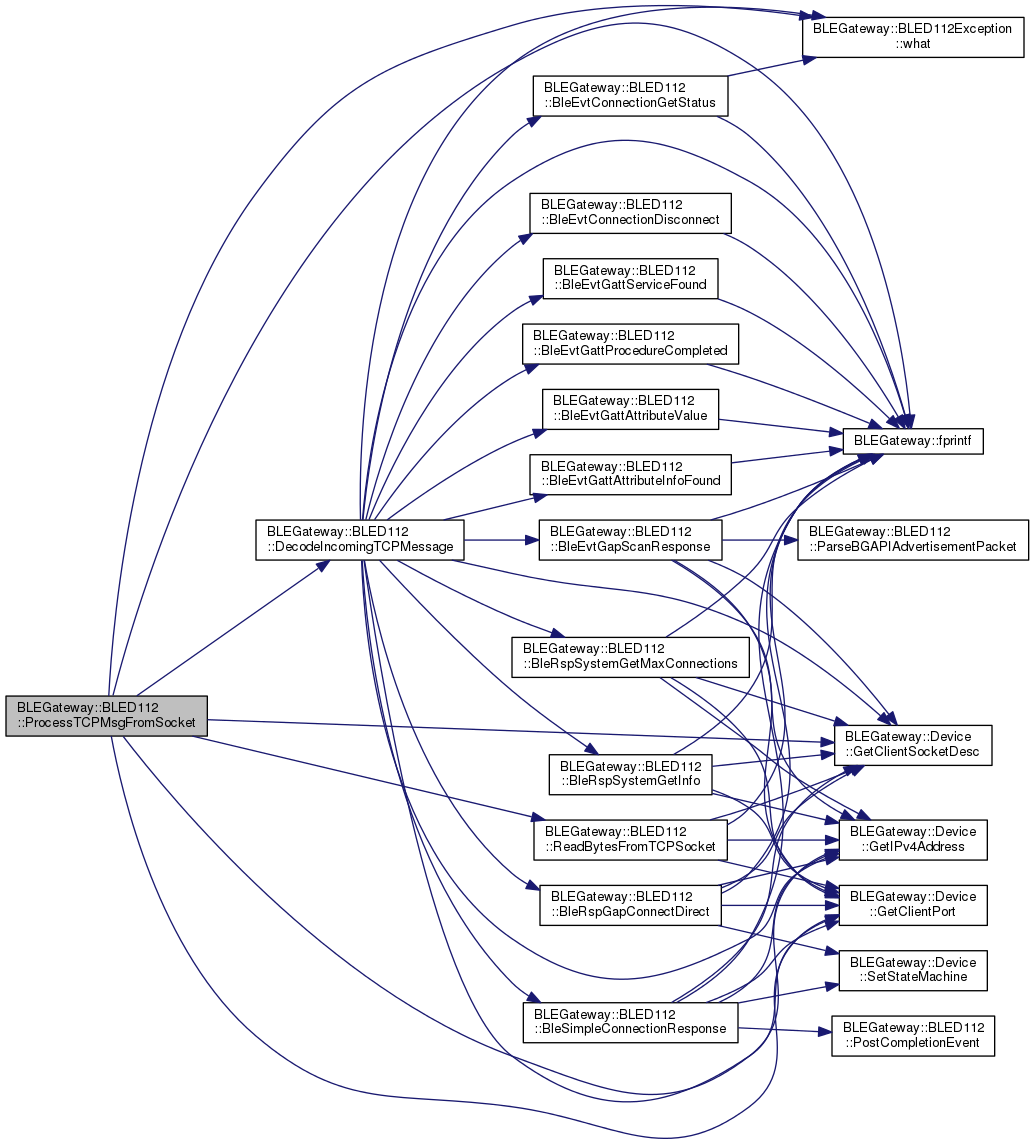 BLEGateway::BLED112Exception
::what
BLEGateway::BLED112
::BleEvtConnectionGetStatus
BLEGateway::BLED112
::BleEvtConnectionDisconnect
BLEGateway::BLED112
::BleEvtGattServiceFound
BLEGateway::BLED112
::BleEvtGattProcedureCompleted
BLEGateway::BLED112
::BleEvtGattAttributeValue
BLEGateway::fprintf
BLEGateway::BLED112
::BleEvtGattAttributeInfoFound
BLEGateway::BLED112
::DecodeIncomingTCPMessage
BLEGateway::BLED112
::BleEvtGapScanResponse
BLEGateway::BLED112
::ParseBGAPIAdvertisementPacket
BLEGateway::BLED112
::BleRspSystemGetMaxConnections
BLEGateway::BLED112
::ProcessTCPMsgFromSocket
BLEGateway::Device
::GetClientSocketDesc
BLEGateway::BLED112
::BleRspSystemGetInfo
BLEGateway::BLED112
::ReadBytesFromTCPSocket
BLEGateway::Device
::GetIPv4Address
BLEGateway::BLED112
::BleRspGapConnectDirect
BLEGateway::Device
::GetClientPort
BLEGateway::Device
::SetStateMachine
BLEGateway::BLED112
::BleSimpleConnectionResponse
BLEGateway::BLED112
::PostCompletionEvent